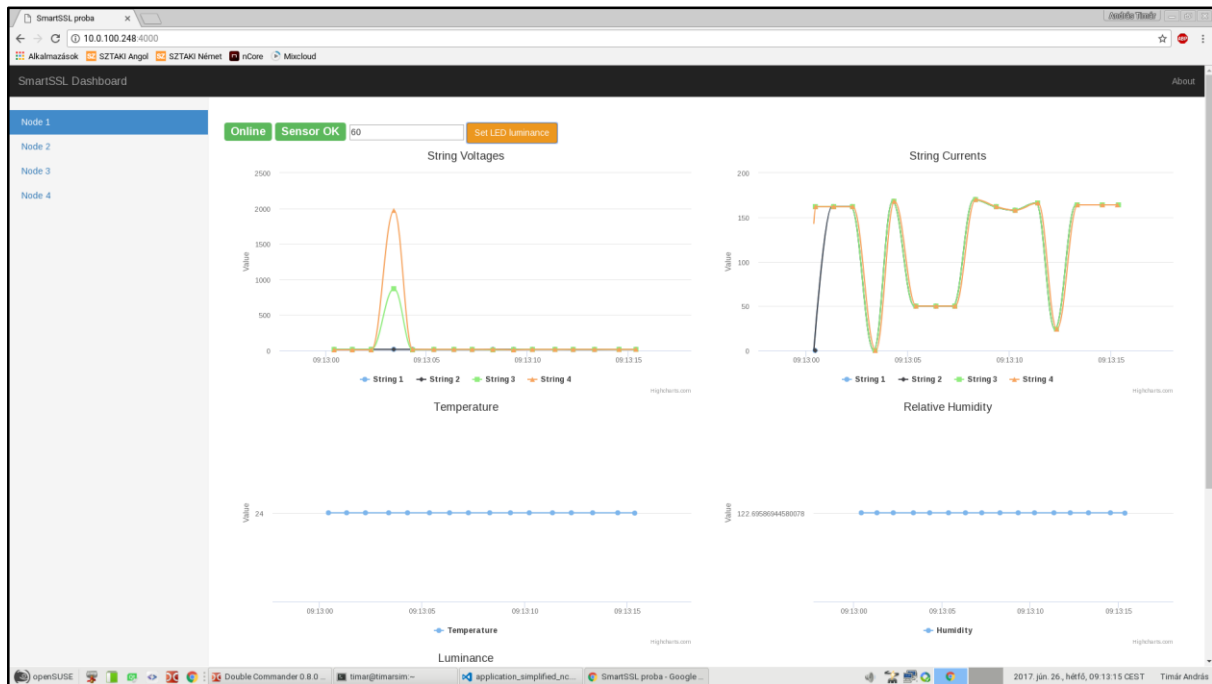 SmartSSL proba
András Timár
10.0.100.248:4000
ABP
Alkalmazások SZTAKI Angol SZTAKI Német nCore Mixcloud
SmartSSL Dashboard
About
Node 1
Node 2
Node 3
Node 4
Online Sensor OK 60 Set LED luminance
String Voltages
Value
2500
2000
1500
1000
500
0
09:13:00 09:13:05 09:13:10 09:13:15
String 1 String 2 String 3 String 4
Highcharts.com
String Currents
Value
200
150
100
50
0
09:13:00 09:13:05 09:13:10 09:13:15
String 1 String 2 String 3 String 4
Highcharts.com
Temperature
Value
24
09:13:00 09:13:05 09:13:10 09:13:15
Temperature
Highcharts.com
Relative Humidity
Value
122.69586944580078
09:13:00 09:13:05 09:13:10 09:13:15
Humidity
Highcharts.com
Luminance
openSUSE Double Commander 0.8.0 ... timar@timarsim:~ application_simplified_nc... SmartSSL proba - Google... 2017. jún. 26., hétfő, 09:13:15 CEST Timár András